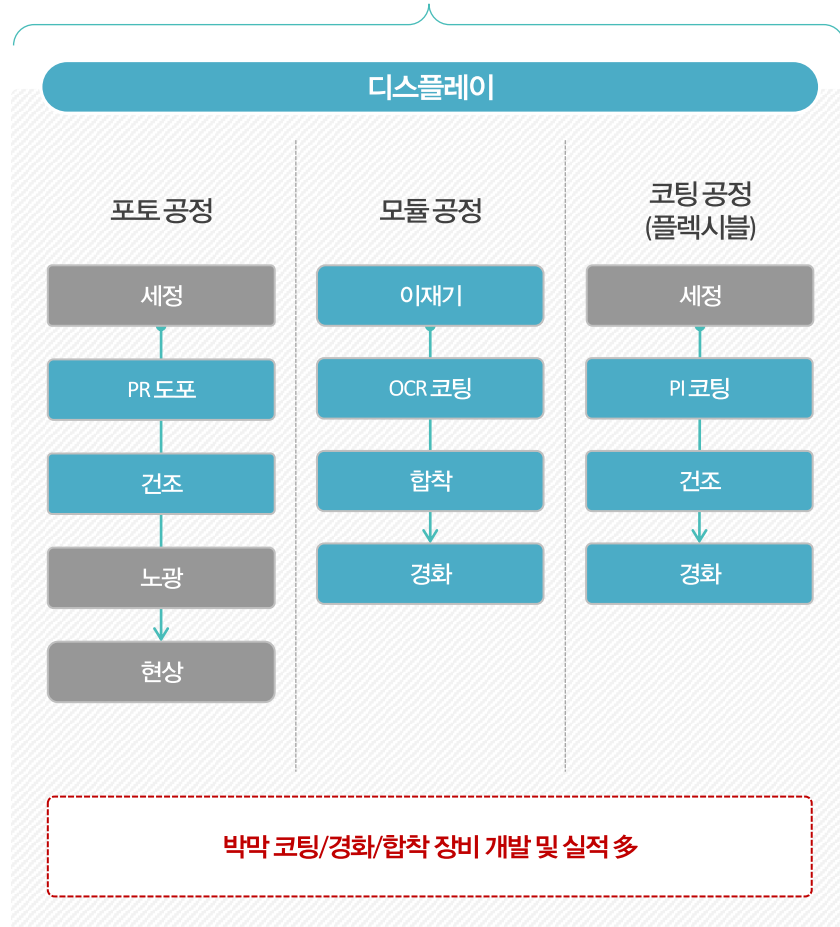 디스플레이
포토 공정
세정
PR 도포
건조
노광
현상
모듈 공정
이재기
OCR 코팅
합착
경화
코팅 공정
(플렉시블)
세정
PI 코팅
건조
경화
박막 코팅/경화/합착 장비 개발 및 실적 多